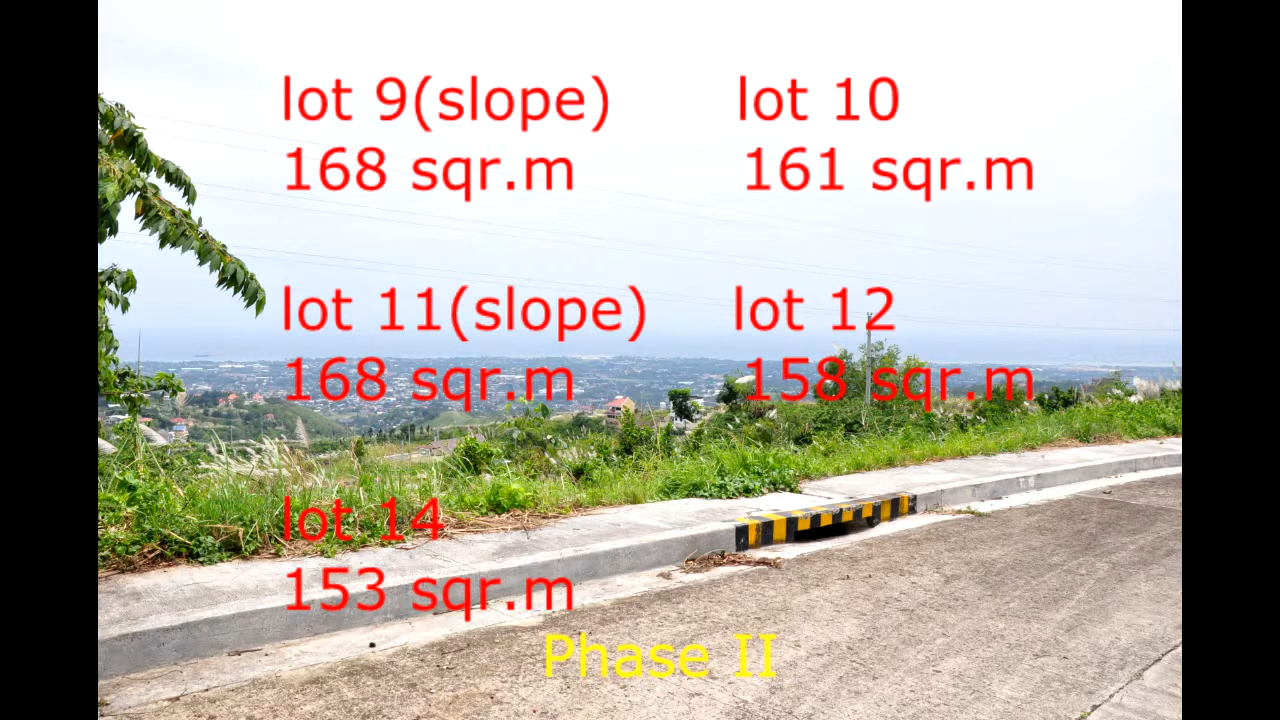 lot 9(slope)
168 sqr.m
lot 10
161 sqr.m
lot 11(slope)
168 sqr.m
lot 12
158 sqr.m
lot 14
153 sqr.m
Phase II